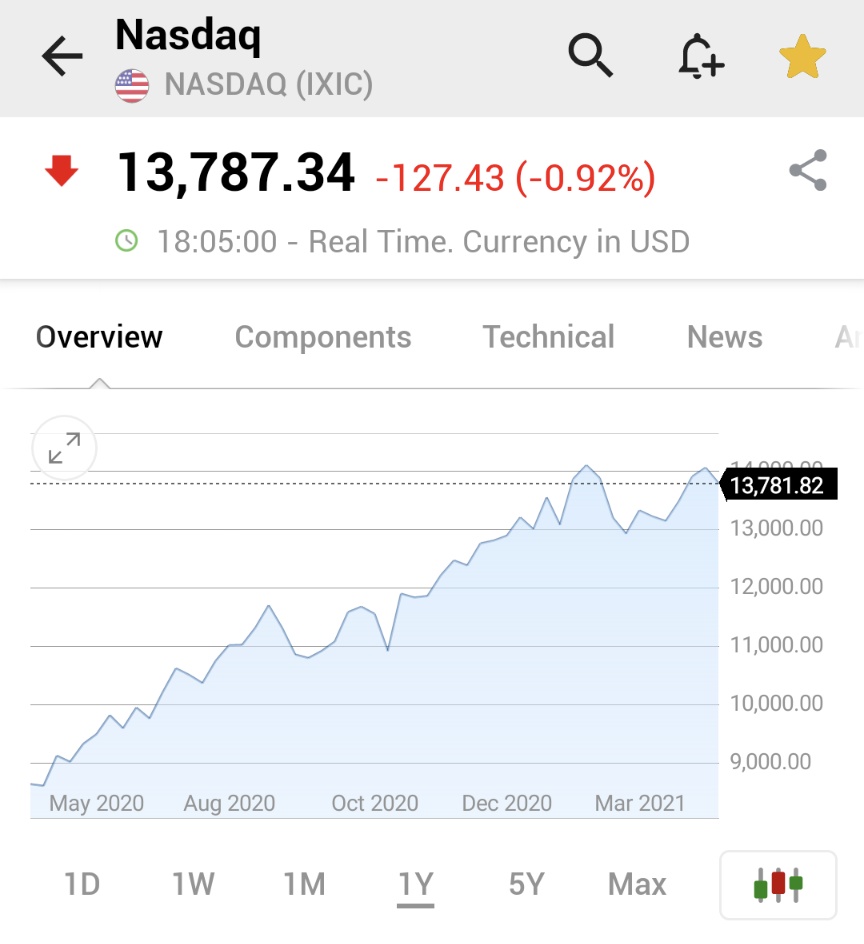 Nasdaq
NASDAQ (IXIC)
13,787.34 -127.43 (-0.92%)
18:05:00 - Real Time. Currency in USD
Overview Components Technical News
14,000.00
13,781.82
13,000.00
12,000.00
11,000.00
10,000.00
9,000.00
May 2020 Aug 2020 Oct 2020 Dec 2020 Mar 2021
1D 1W 1M 1Y 5Y Max